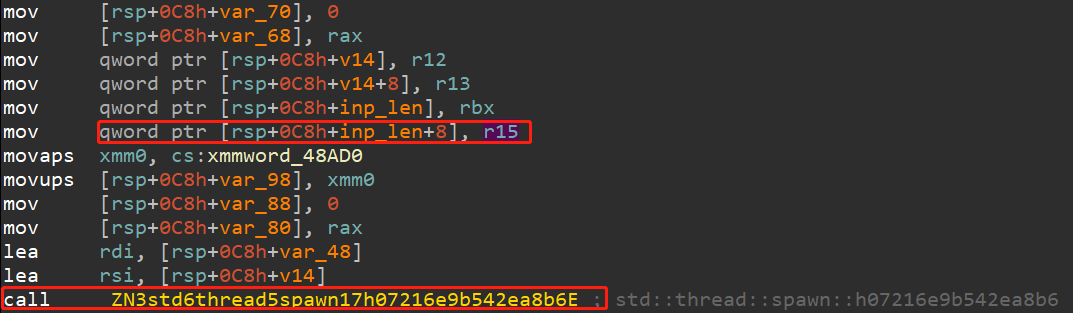 mov [rsp+0C8h+var_70], 0
mov [rsp+0C8h+var_68], rax
mov qword ptr [rsp+0C8h+v14], r12
mov qword ptr [rsp+0C8h+v14+8], r13
mov qword ptr [rsp+0C8h+inp_len], rbx
mov qword ptr [rsp+0C8h+inp_len+8], r15
movaps xmm0, cs:xmmword_48AD0
movups [rsp+0C8h+var_98], xmm0
mov [rsp+0C8h+var_88], 0
mov [rsp+0C8h+var_80], rax
lea rdi, [rsp+0C8h+var_48]
lea rsi, [rsp+0C8h+v14]
call _ZN3std6thread5spawn17h07216e9b542ea8b6E ; std::thread::spawn::h07216e9b542ea8b6